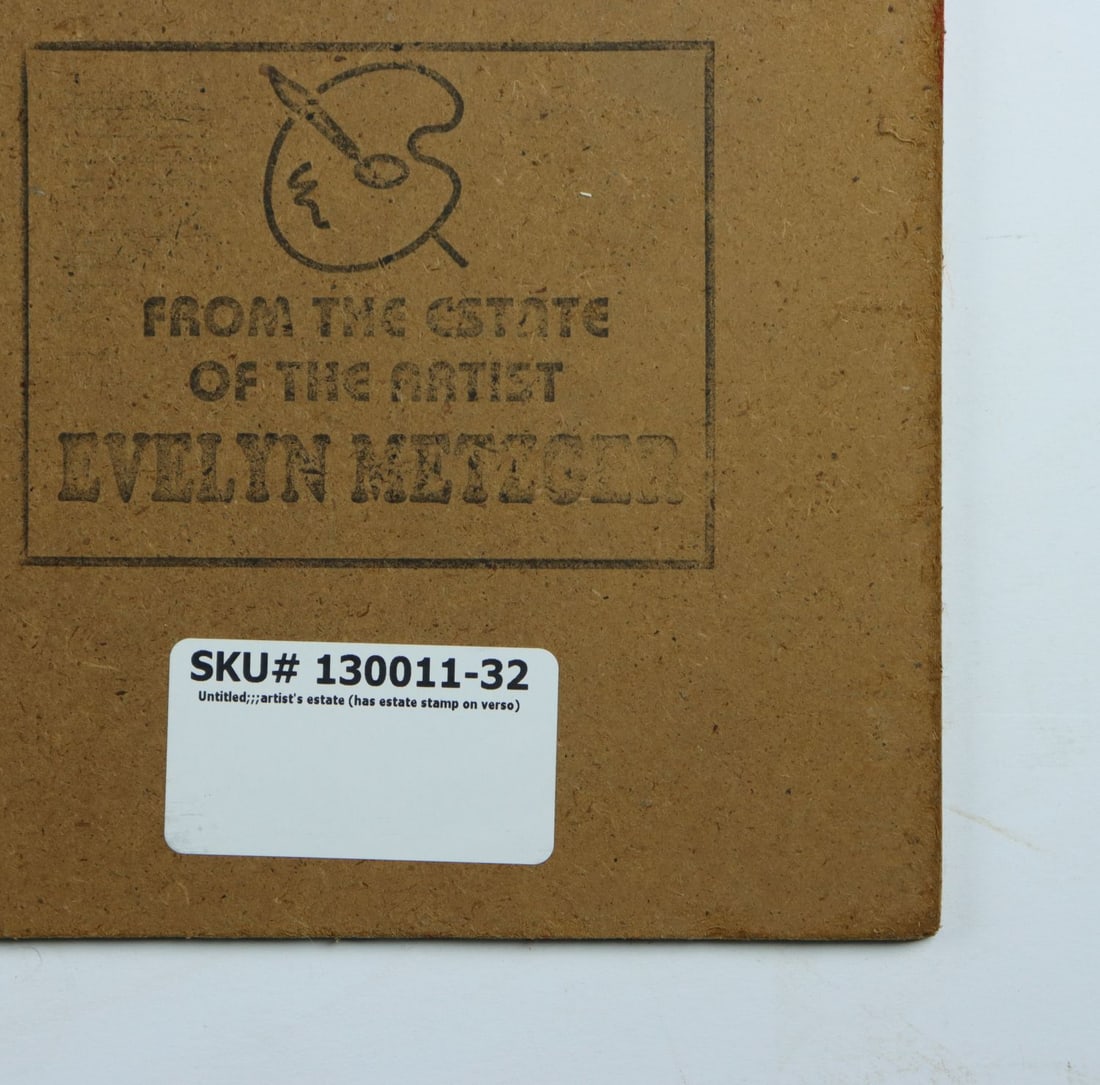 FROM THE ESTATE
OF THE ARTIST
EVELYN METZGER
SKU# 130011-32
Untitled;;;artist's estate (has estate stamp on verso)